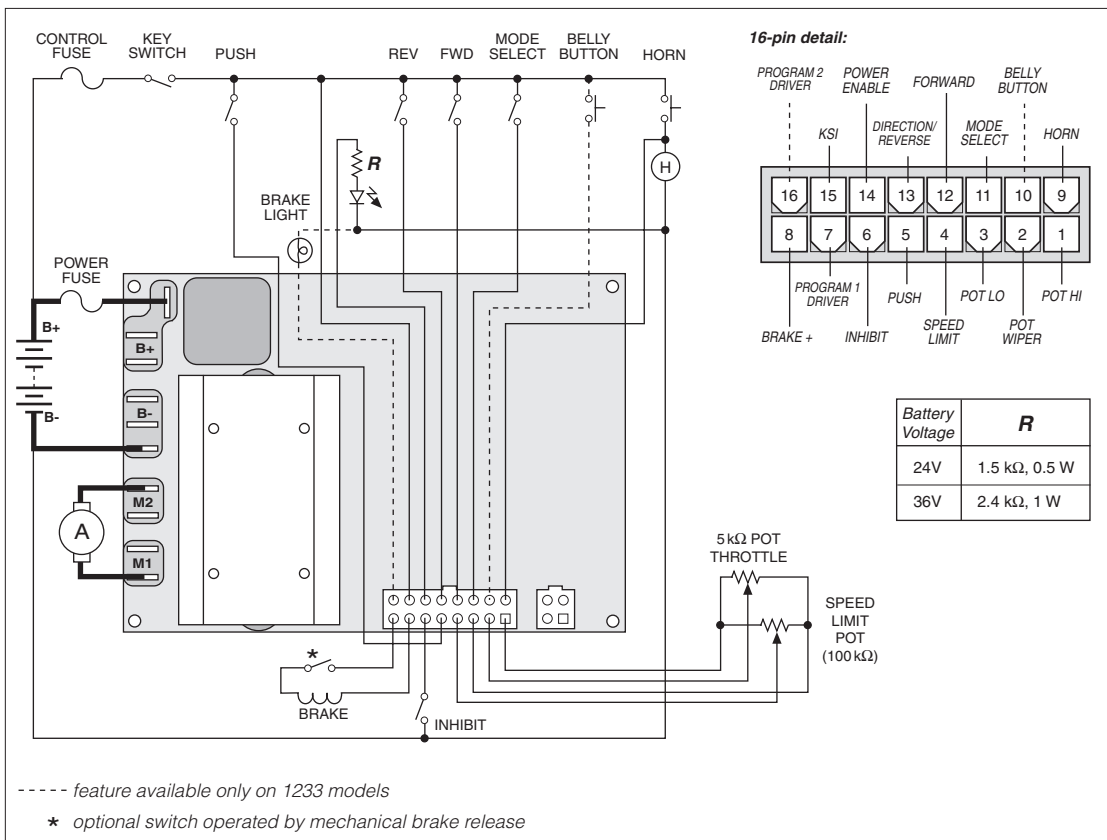 CONTROL
FUSE
KEY
SWITCH
PUSH
REV
FWD
MODE
SELECT
BELLY
BUTTON
HORN
R
H
BRAKE
LIGHT
POWER
FUSE
B+
B+
B-
B-
M2
A
M1
*
BRAKE
INHIBIT
5 kΩ POT
THROTTLE
SPEED
LIMIT
POT
(100 kΩ)
16-pin detail:
PROGRAM 2
DRIVER
POWER
ENABLE
FORWARD
BELLY
BUTTON
KSI
DIRECTION/
REVERSE
MODE
SELECT
HORN
16 15 14 13 12 11 10 9
8 7 6 5 4 3 2 1
PROGRAM 1
DRIVER
PUSH
POT LO
POT HI
BRAKE +
INHIBIT
SPEED
LIMIT
POT
WIPER
Battery
Voltage
R
24V 1.5 kΩ, 0.5 W
36V 2.4 kΩ, 1 W
----- feature available only on 1233 models
* optional switch operated by mechanical brake release